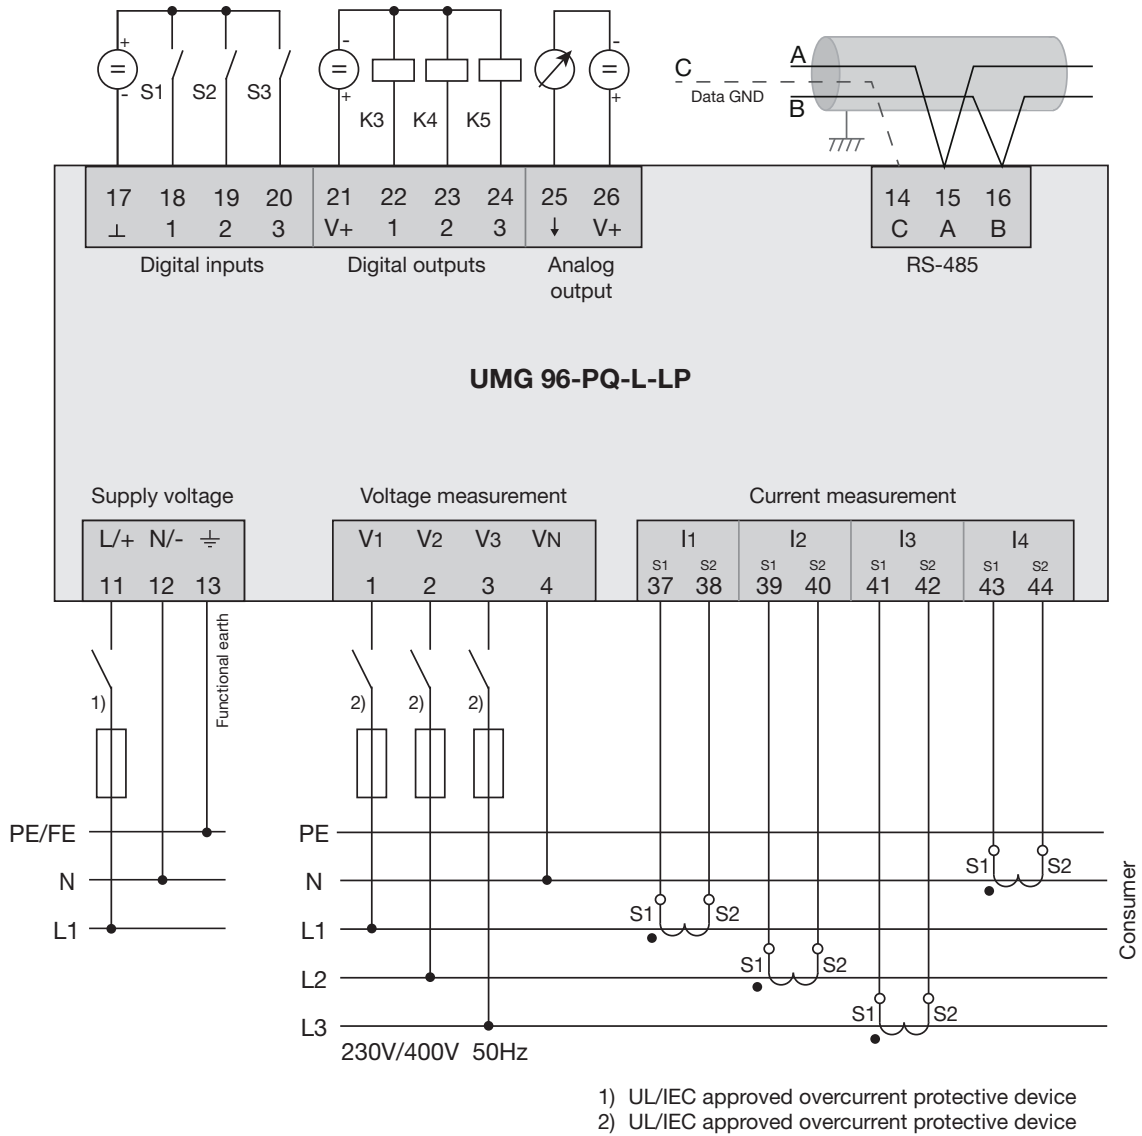 + - + - A
= = = C
- S1 S2 S3 + + Data GND
B
K3 K4 K5
17 18 19 20 21 22 23 24 25 26 14 15 16
⊥ 1 2 3 V+ 1 2 3 ↓ V+ C A B
Digital inputs Digital outputs Analog output RS-485
UMG 96-PQ-L-LP
Supply voltage Voltage measurement Current measurement
L/+ N/- V1 V2 V3 VN I1 I2 I3 I4
S1 S2 S1 S2 S1 S2 S1 S2
11 12 13 1 2 3 4 37 38 39 40 41 42 43 44
Functional earth
1) 2) 2) 2)
PE/FE PE
S1 S2
N N
S1 S2
L1 L1
S1 S2
L2
S1 S2
L3
Consumer
230V/400V 50Hz
1) UL/IEC approved overcurrent protective device
2) UL/IEC approved overcurrent protective device